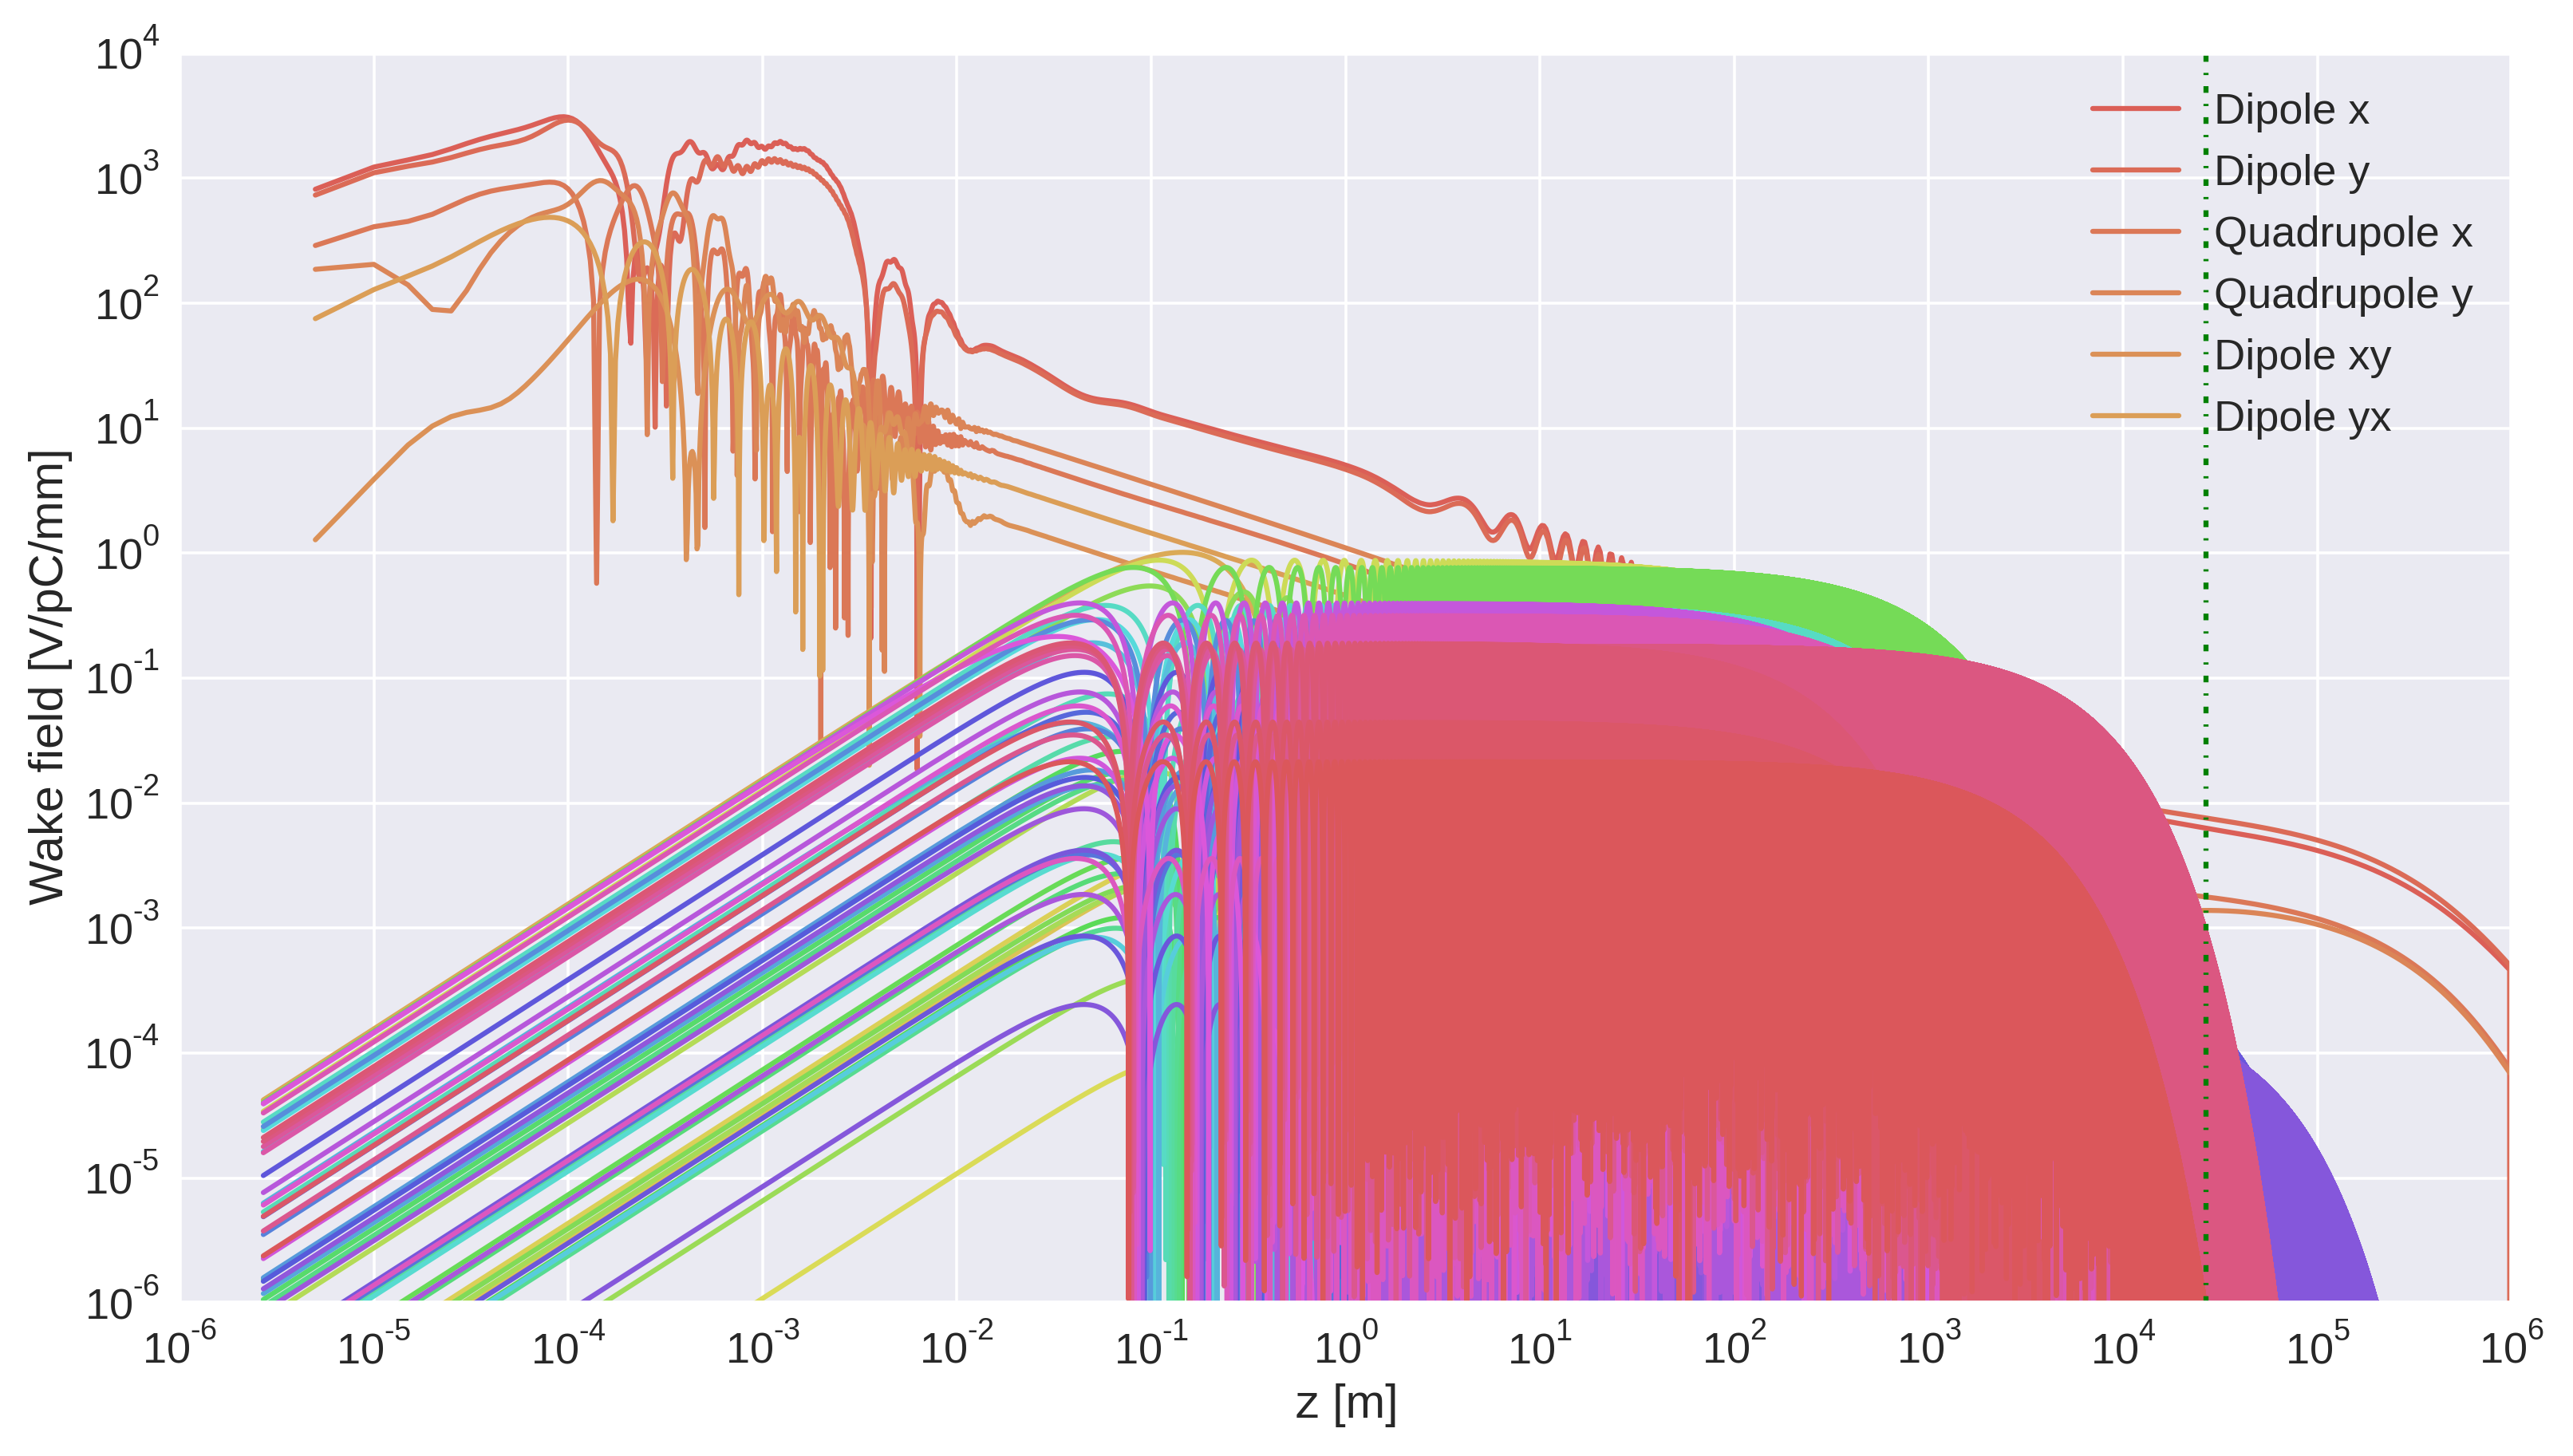 10^4
10^3
10^2
10^1
10^0
10^-1
10^-2
10^-3
10^-4
10^-5
10^-6
Wake field [V/pC/mm]
Dipole x
Dipole y
Quadrupole x
Quadrupole y
Dipole xy
Dipole yx
10^-6 10^-5 10^-4 10^-3 10^-2 10^-1 10^0 10^1 10^2 10^3 10^4 10^5 10^6
z [m]